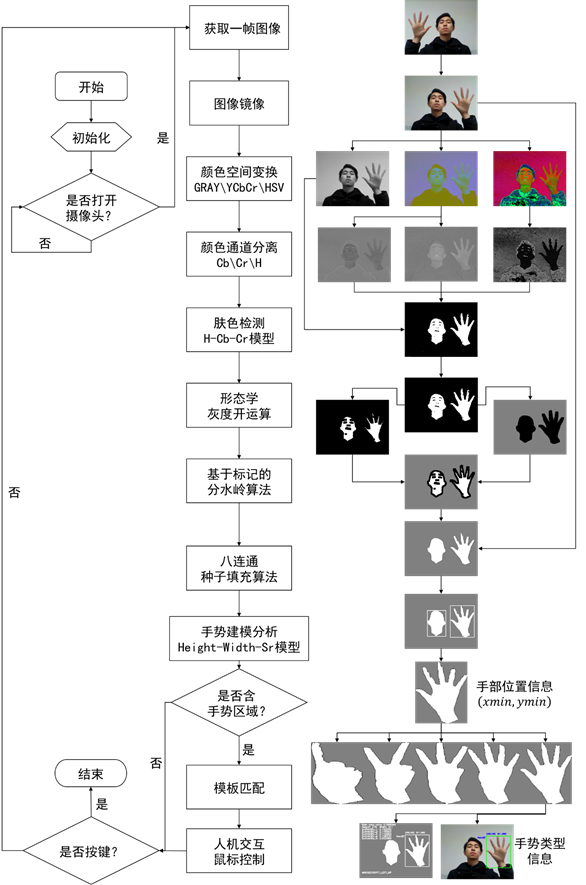 获取一帧图像
开始
图像镜像
初始化
是
颜色空间变换
GRAY\YCbCr\HSV
是否打开
摄像头?
否
颜色通道分离
Cb\Cr\H
肤色检测
H-Cb-Cr模型
形态学
灰度开运算
基于标记的
分水岭算法
否
八连通
种子填充算法
手势建模分析
Height-Width-Sr模型
手部位置信息
(xmin, ymin)
是否含
手势区域?
是
否
结束
模板匹配
是
是否按键?
人机交互
鼠标控制
手势类型
信息